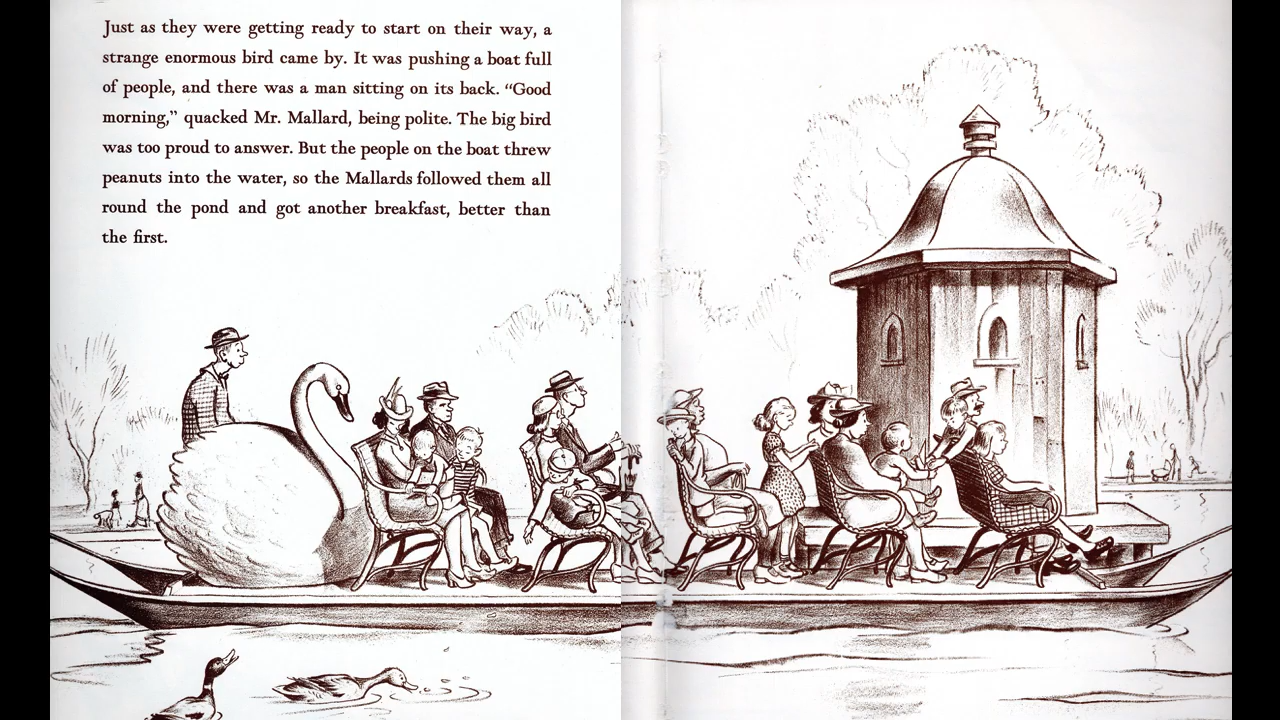 Just as they were getting ready to start on their way, a
strange enormous bird came by. It was pushing a boat full
of people, and there was a man sitting on its back. “Good
morning,” quacked Mr. Mallard, being polite. The big bird
was too proud to answer. But the people on the boat threw
peanuts into the water, so the Mallards followed them all
round the pond and got another breakfast, better than
the first.